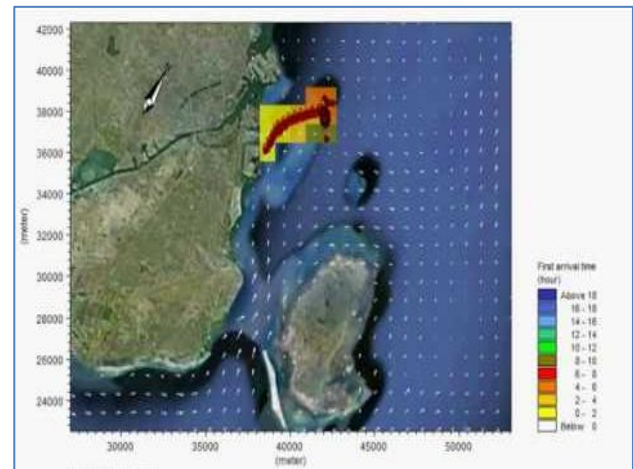 42000
40000
38000
36000
34000
32000
30000
28000
26000
24000
(meter)
30000
35000
40000
45000
50000
(meter)
First arrival time
(hour)
Above 18
16 - 18
14 - 16
12 - 14
10 - 12
8 - 10
6 - 8
4 - 6
2 - 4
0 - 2
Below 0